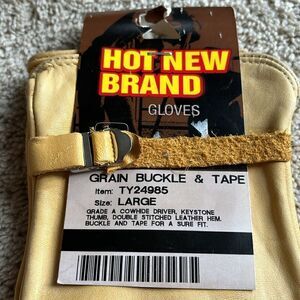 HOT NEW
BRAND
GLOVES
GRAIN BUCKLE & TAPE
Item: TY24985
Size: LARGE
GRADE A COWHIDE DRIVER, KEYSTONE
THUMB, DOUBLE STITCHED LEATHER HEM.
BUCKLE AND TAPE FOR A SURE FIT.